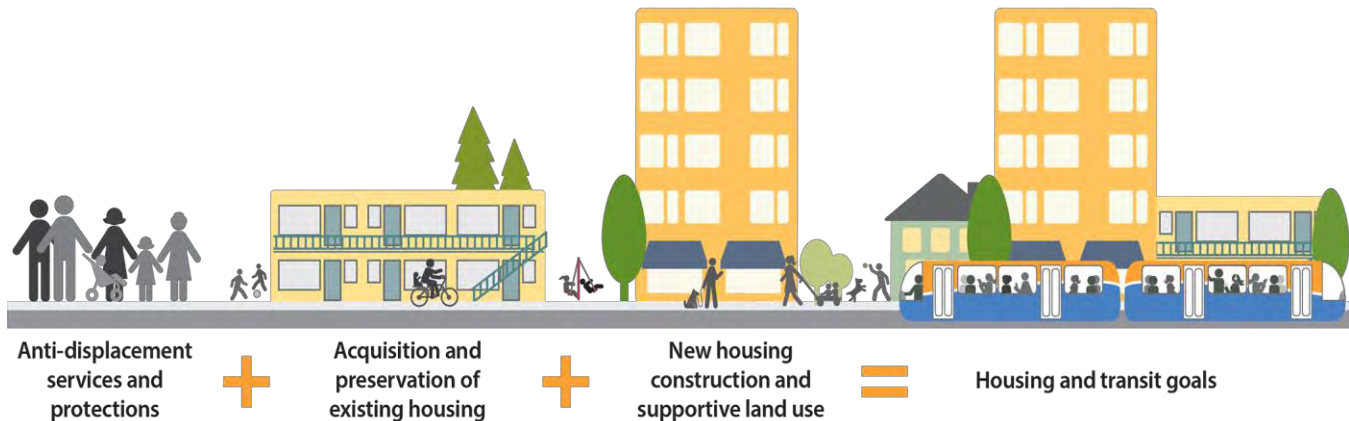 Anti-displacement
services and
protections
+
Acquisition and
preservation of
existing housing
+
New housing
construction and
supportive land use
=
Housing and transit goals